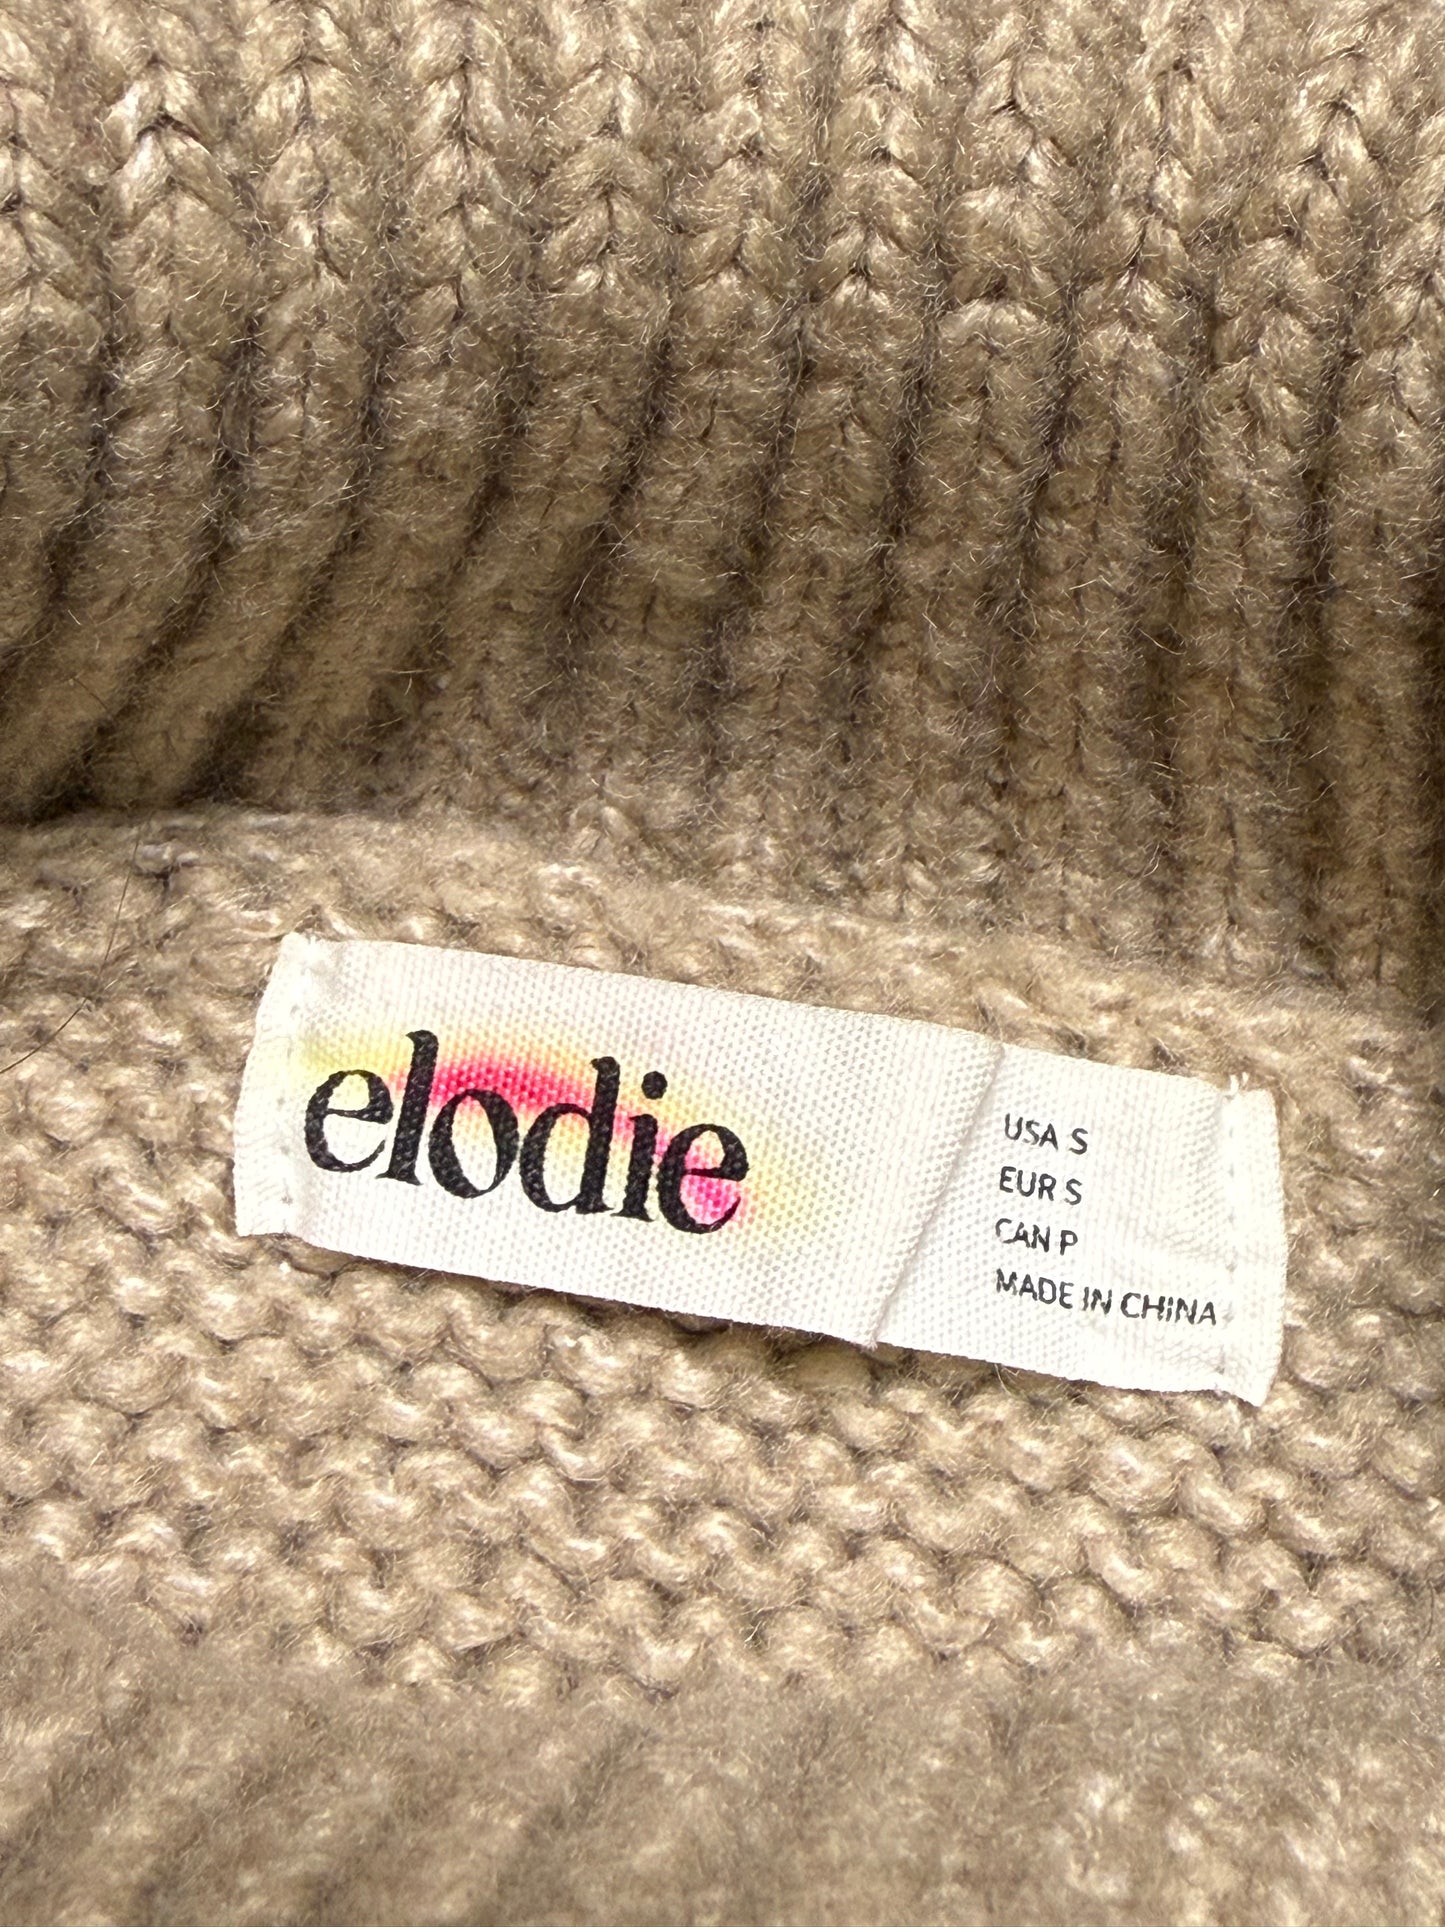 elodie
USA S
EUR S
CAN P
MADE IN CHINA